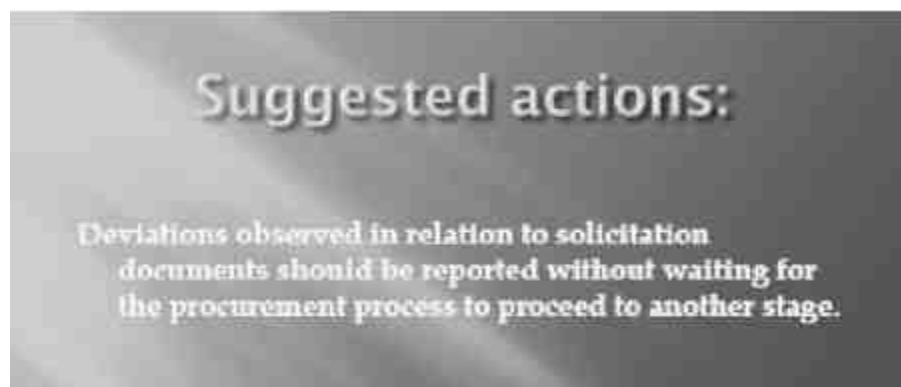 Suggested actions:
Deviations observed in relation to solicitation
documents should be reported without waiting for
the procurement process to proceed to another stage.